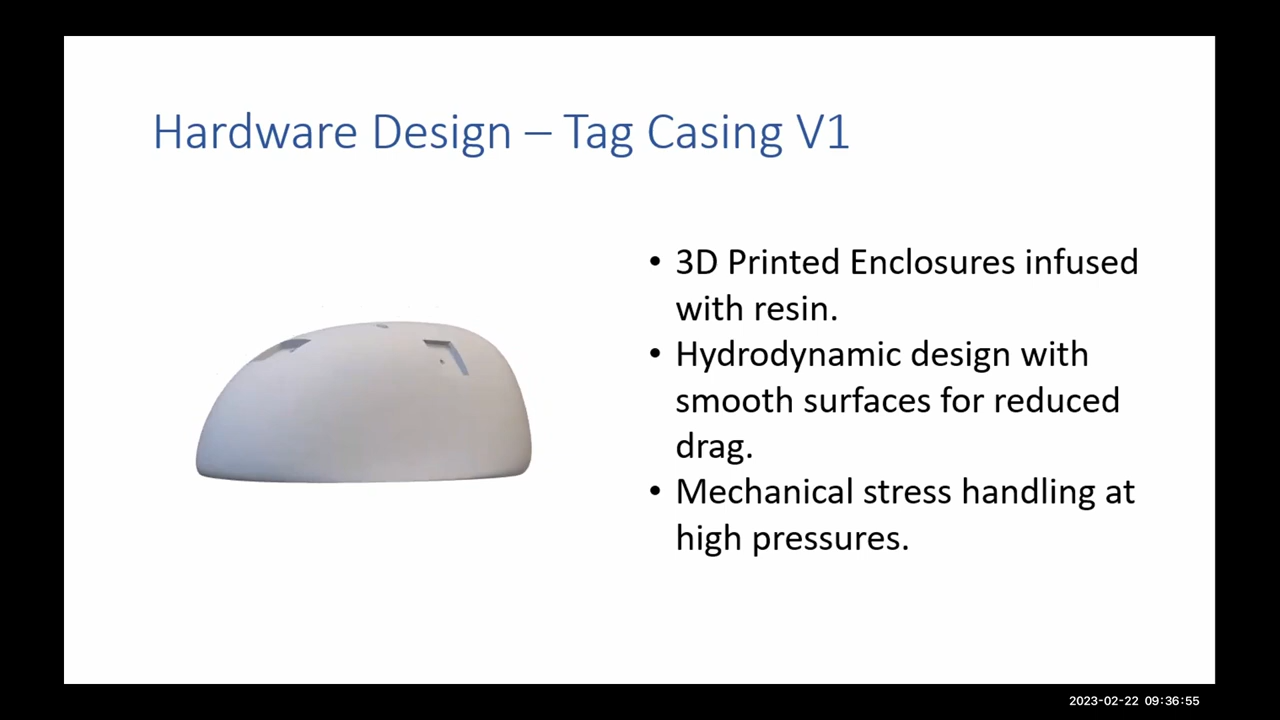 Hardware Design – Tag Casing V1
• 3D Printed Enclosures infused
with resin.
• Hydrodynamic design with
smooth surfaces for reduced
drag.
• Mechanical stress handling at
high pressures.
2023-02-22 09:36:55